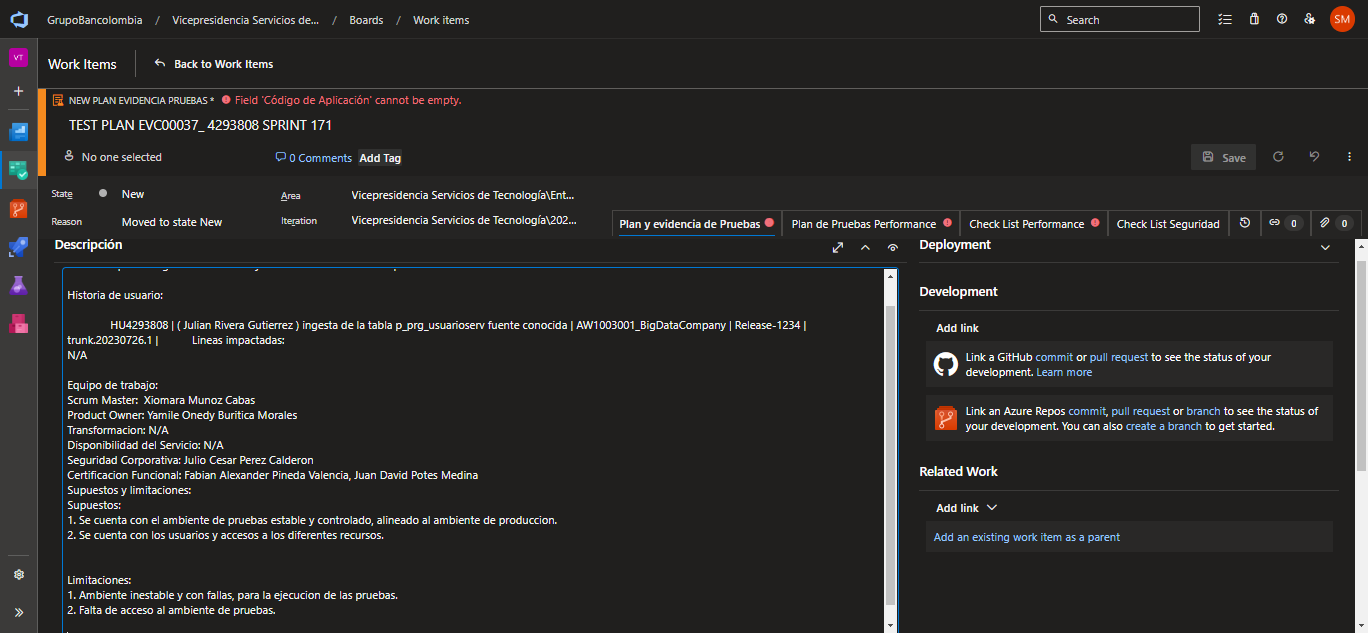 GrupoBancolombia / Vicepresidencia Servicios de... / Boards / Work items
Search
SM
VT
Work Items
Back to Work Items
NEW PLAN EVIDENCIA PRUEBAS * Field 'Código de Aplicación' cannot be empty.
TEST PLAN EVC00037_ 4293808 SPRINT 171
No one selected
0 Comments
Add Tag
Save
State
New
Area
Vicepresidencia Servicios de Tecnología\Ent...
Reason
Moved to state New
Iteration
Vicepresidencia Servicios de Tecnología\202...
Plan y evidencia de Pruebas
Plan de Pruebas Performance
Check List Performance
Check List Seguridad
0
0
Descripción
Historia de usuario:
HU4293808 | ( Julian Rivera Gutierrez ) ingesta de la tabla p_prg_usuarioserv fuente conocida | AW1003001_BigDataCompany | Release-1234 |
trunk.20230726.1 | Lineas impactadas:
N/A
Equipo de trabajo:
Scrum Master: Xiomara Munoz Cabas
Product Owner: Yamile Onedy Buritica Morales
Transformacion: N/A
Disponibilidad del Servicio: N/A
Seguridad Corporativa: Julio Cesar Perez Calderon
Certificacion Funcional: Fabian Alexander Pineda Valencia, Juan David Potes Medina
Supuestos y limitaciones:
Supuestos:
1. Se cuenta con el ambiente de pruebas estable y controlado, alineado al ambiente de produccion.
2. Se cuenta con los usuarios y accesos a los diferentes recursos.
Limitaciones:
1. Ambiente inestable y con fallas, para la ejecucion de las pruebas.
2. Falta de acceso al ambiente de pruebas.
Deployment
Development
Add link
Link a GitHub commit or pull request to see the status of your
development. Learn more
Link an Azure Repos commit, pull request or branch to see the status of
your development. You can also create a branch to get started.
Related Work
Add link
Add an existing work item as a parent